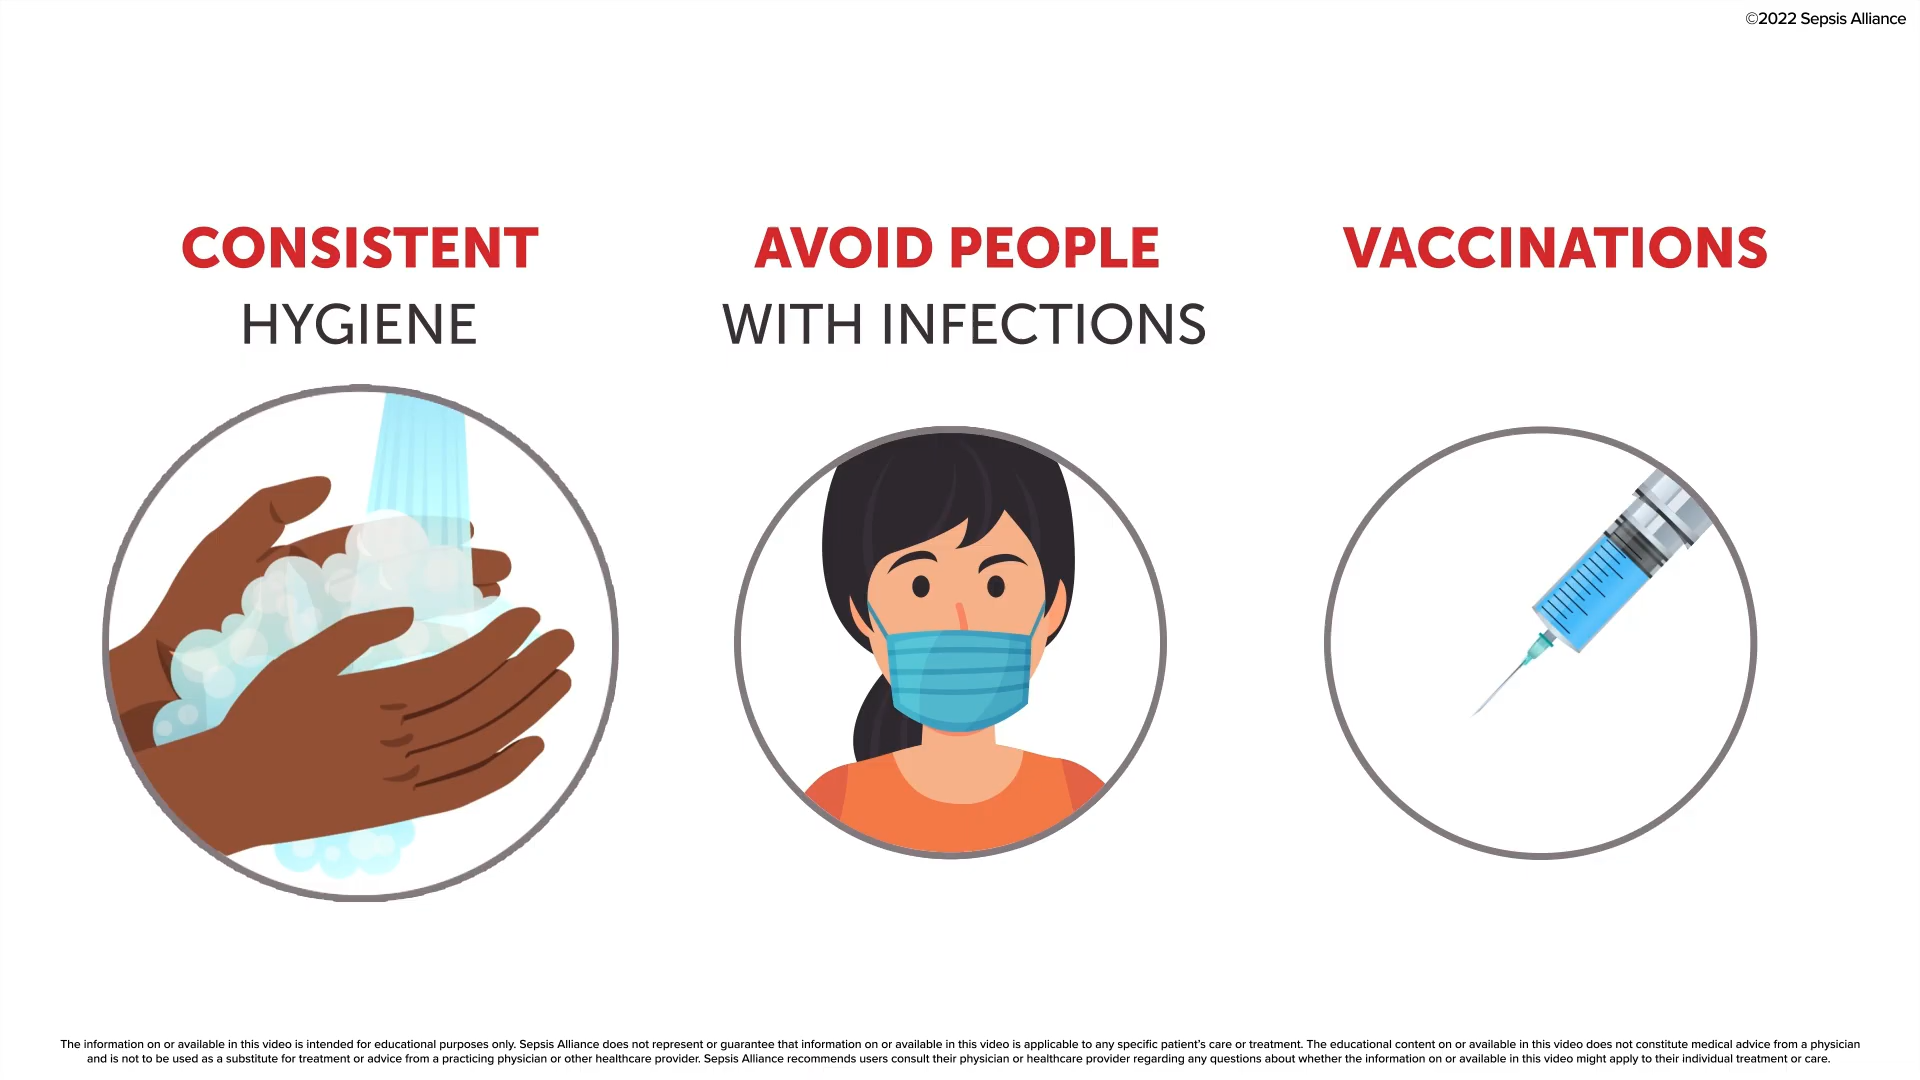 ©2022 Sepsis Alliance
CONSISTENT
HYGIENE
AVOID PEOPLE
WITH INFECTIONS
VACCINATIONS
The information on or available in this video is intended for educational purposes only. Sepsis Alliance does not represent or guarantee that information on or available in this video is applicable to any specific patient's care or treatment. The educational content on or available in this video does not constitute medical advice from a physician
and is not to be used as a substitute for treatment or advice from a practicing physician or other healthcare provider. Sepsis Alliance recommends users consult their physician or healthcare provider regarding any questions about whether the information on or available in this video might apply to their individual treatment or care.